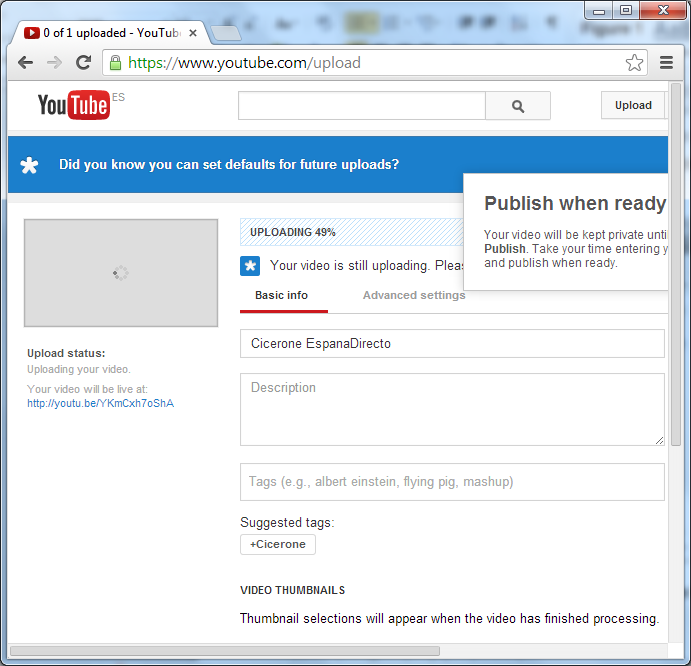 0 of 1 uploaded - YouTub
https://www.youtube.com/upload
YouTube ES
Upload
Did you know you can set defaults for future uploads?
Publish when ready
Your video will be kept private until
Publish. Take your time entering
and publish when ready.
UPLOADING 49%
Your video is still uploading.
Basic info
Advanced settings
Upload status:
Uploading your video.
Your video will be live at:
http://youtu.be/YKmCxh7oShA
Cicerone EspanaDirecto
Description
Tags (e.g., albert einstein, flying pig, mashup)
Suggested tags:
+Cicerone
VIDEO THUMBNAILS
Thumbnail selections will appear when the video has finished processing.